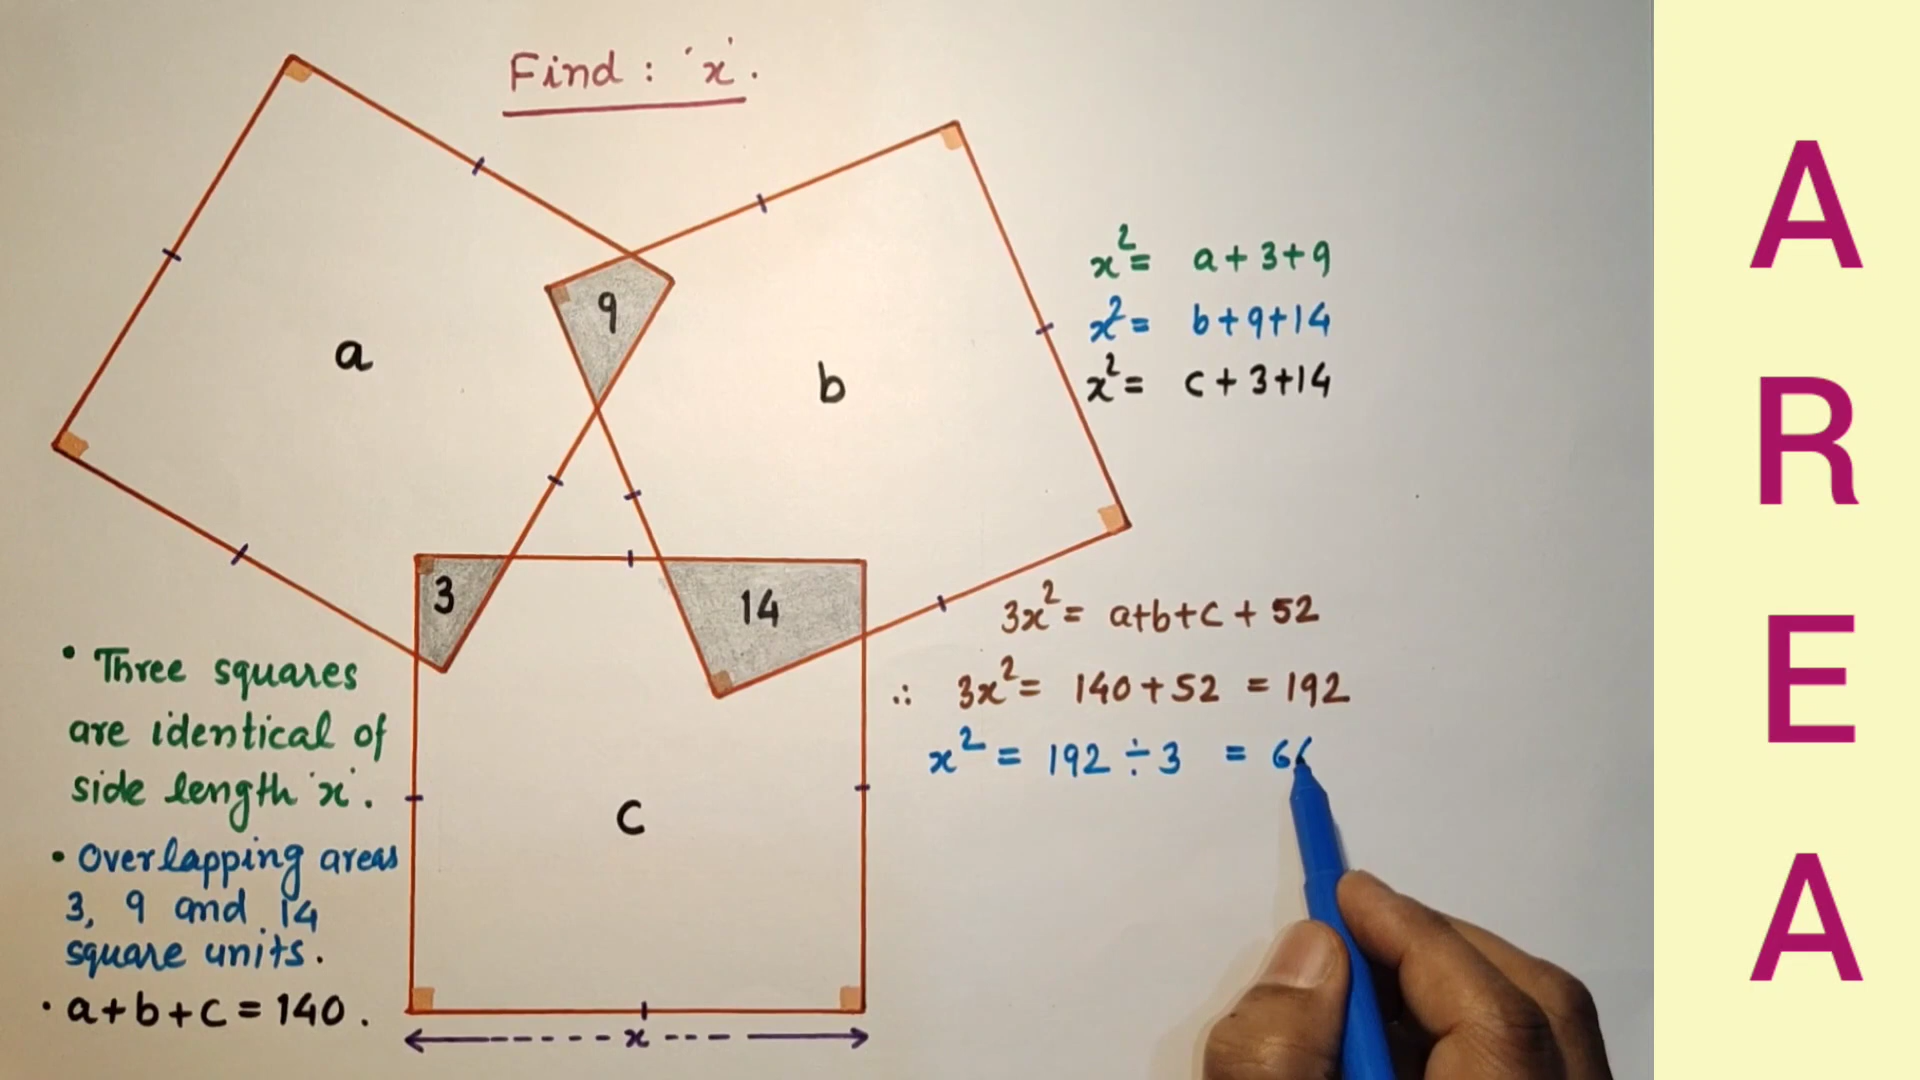 Find : 'x'.
a
9
b
3
14
c
x
x² = a + 3 + 9
x² = b + 9 + 14
x² = c + 3 + 14
3x² = a+b+c + 52
∴ 3x² = 140 + 52 = 192
x² = 192 ÷ 3 =
• Three squares
are identical of
side length 'x'.
• Overlapping areas
3, 9 and 14
square units.
• a + b + c = 140 .
A
R
E
A